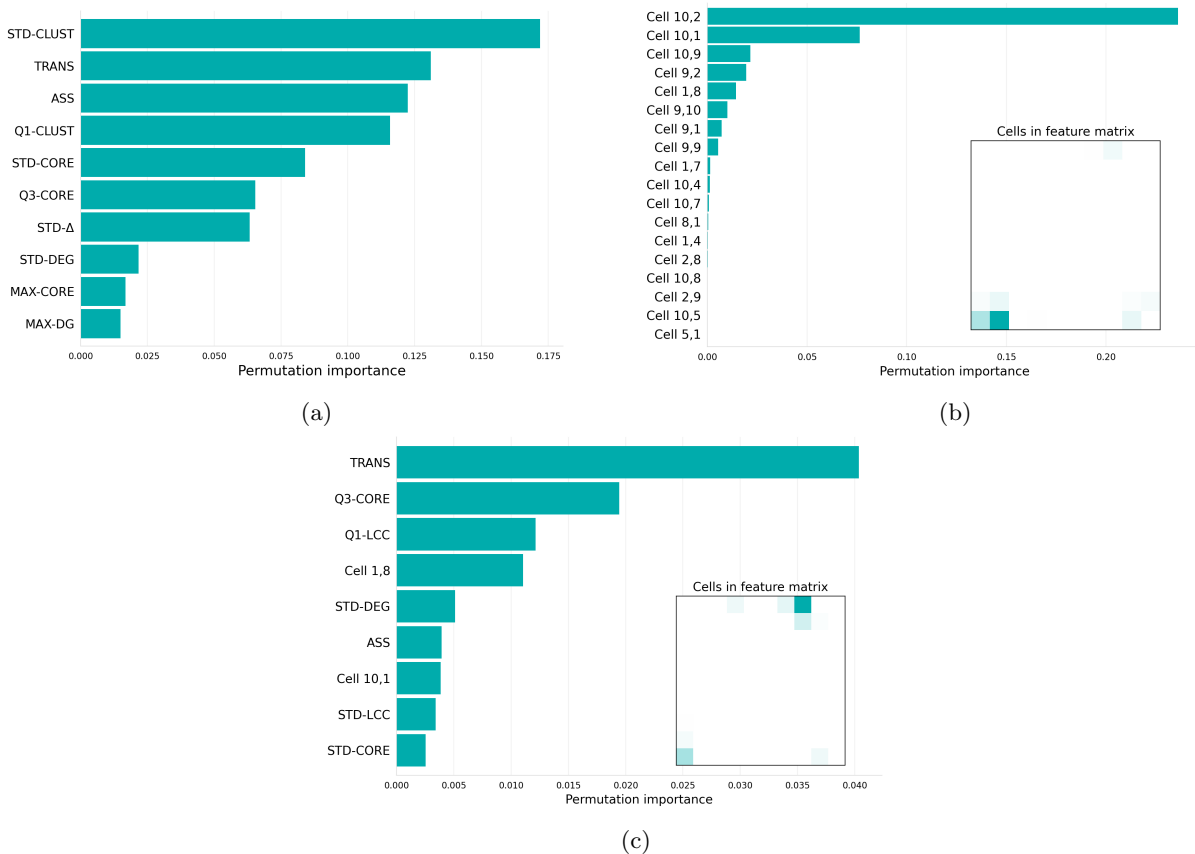 STD-CLUST
TRANS
ASS
Q1-CLUST
STD-CORE
Q3-CORE
STD-Δ
STD-DEG
MAX-CORE
MAX-DG
0.000 0.025 0.050 0.075 0.100 0.125 0.150 0.175
Permutation importance
(a)
Cell 10,2
Cell 10,1
Cell 10,9
Cell 9,2
Cell 1,8
Cell 9,10
Cell 9,1
Cell 9,9
Cell 1,7
Cell 10,4
Cell 10,7
Cell 8,1
Cell 1,4
Cell 2,8
Cell 10,8
Cell 2,9
Cell 10,5
Cell 5,1
Cells in feature matrix
0.00 0.05 0.10 0.15 0.20
Permutation importance
(b)
TRANS
Q3-CORE
Q1-LCC
Cell 1,8
STD-DEG
ASS
Cell 10,1
STD-LCC
STD-CORE
Cells in feature matrix
0.000 0.005 0.010 0.015 0.020 0.025 0.030 0.035 0.040
Permutation importance
(c)